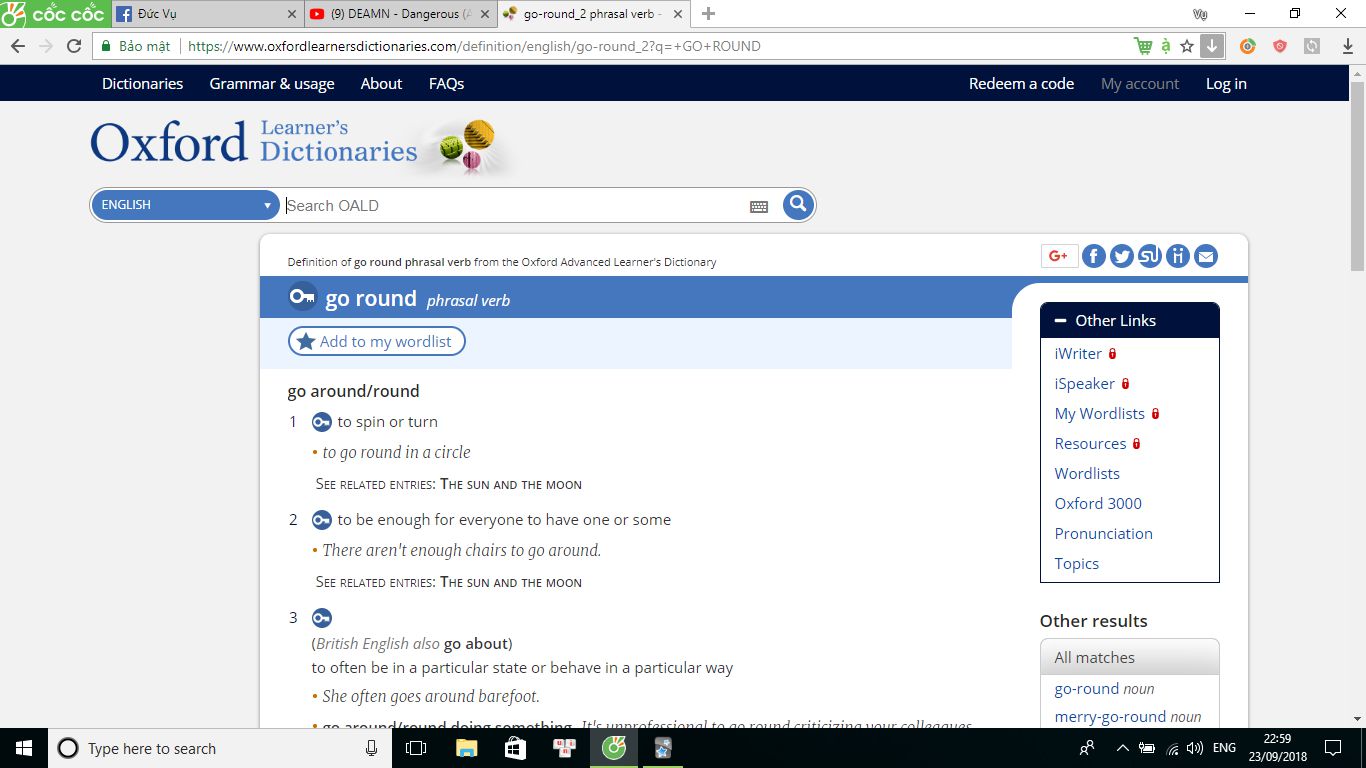 cốc cốc
Đức Vụ
(9) DEAMN - Dangerous (A
go-round_2 phrasal verb -
Vụ
Bảo mật
https://www.oxfordlearnersdictionaries.com/definition/english/go-round_2?q=+GO+ROUND
Dictionaries Grammar & usage About FAQs Redeem a code My account Log in
Oxford Learner's Dictionaries
ENGLISH
Search OALD
Definition of go round phrasal verb from the Oxford Advanced Learner's Dictionary
G+
go round phrasal verb
Add to my wordlist
go around/round
1 to spin or turn
• to go round in a circle
SEE RELATED ENTRIES: THE SUN AND THE MOON
2 to be enough for everyone to have one or some
• There aren't enough chairs to go around.
SEE RELATED ENTRIES: THE SUN AND THE MOON
3
(British English also go about)
to often be in a particular state or behave in a particular way
• She often goes around barefoot.
• go around/round doing something It's unprofessional to go round criticizing your colleagues.
Other Links
iWriter
iSpeaker
My Wordlists
Resources
Wordlists
Oxford 3000
Pronunciation
Topics
Other results
All matches
go-round noun
merry-go-round noun
Type here to search
ENG
22:59
23/09/2018